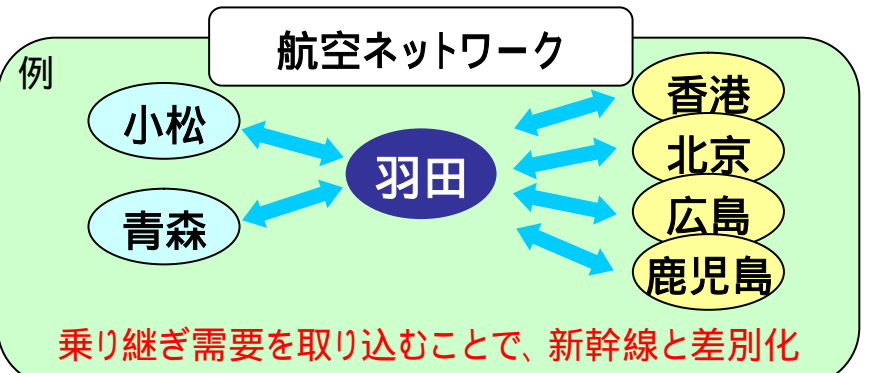 航空ネットワーク
例
小松
青森
羽田
香港
北京
広島
鹿児島
乗り継ぎ需要を取り込むことで、新幹線と差別化